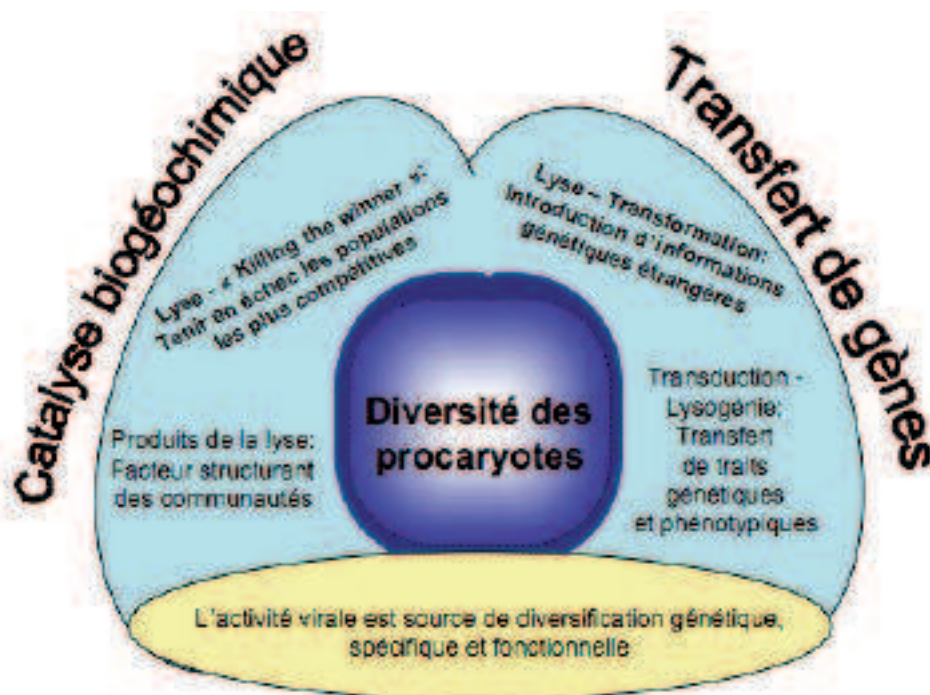 Catalyse biogéochimique
Transfert de gènes
Lyse - « Killing the winner »:
Tenir en échec les populations
les plus compétitives
Lyse – Transformation:
Introduction d'informations
génétiques étrangères
Diversité des
procaryotes
Produits de la lyse:
Facteur structurant
des communautés
Transduction -
Lysogénie:
Transfert
de traits
génétiques
et phénotypiques
L'activité virale est source de diversification génétique,
spécifique et fonctionnelle